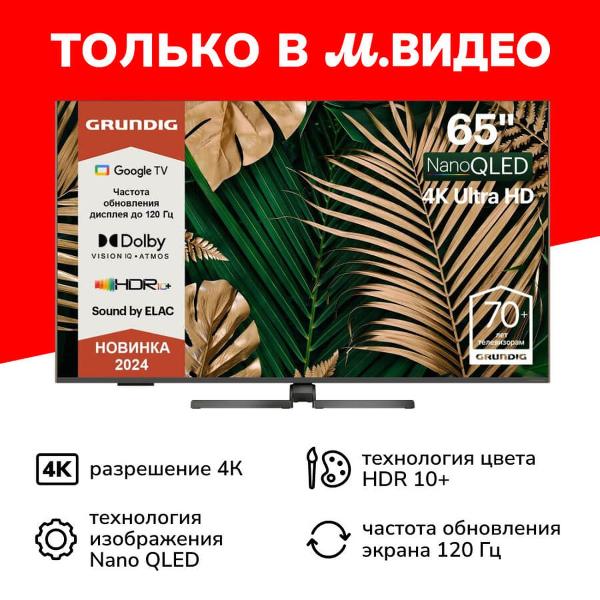 ТОЛЬКО В м.видео
GRUNDIG
Google TV
Частота
обновления
дисплея до 120 Гц
Dolby
VISION IQ • ATMOS
HDR10+
Sound by ELAC
НОВИНКА
2024
65"
NanoQLED
4K Ultra HD
70+
лет
телевизорам
GRUNDIG
4K разрешение 4К
технология
изображения
Nano QLED
технология цвета
HDR 10+
частота обновления
экрана 120 Гц